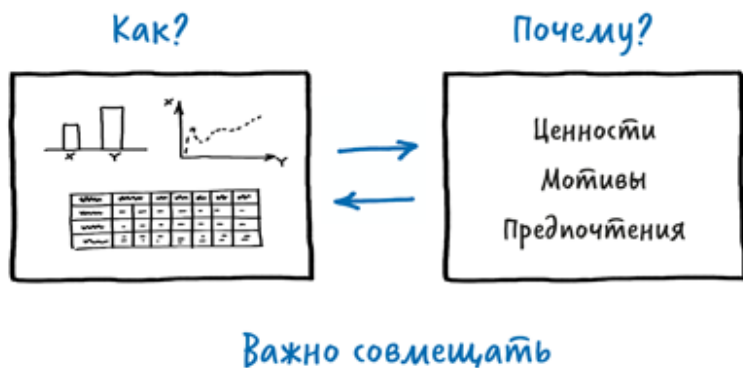 Как?
Почему?
X
Y
X
Y
Ценности
Мотивы
Предпочтения
Важно совмещать